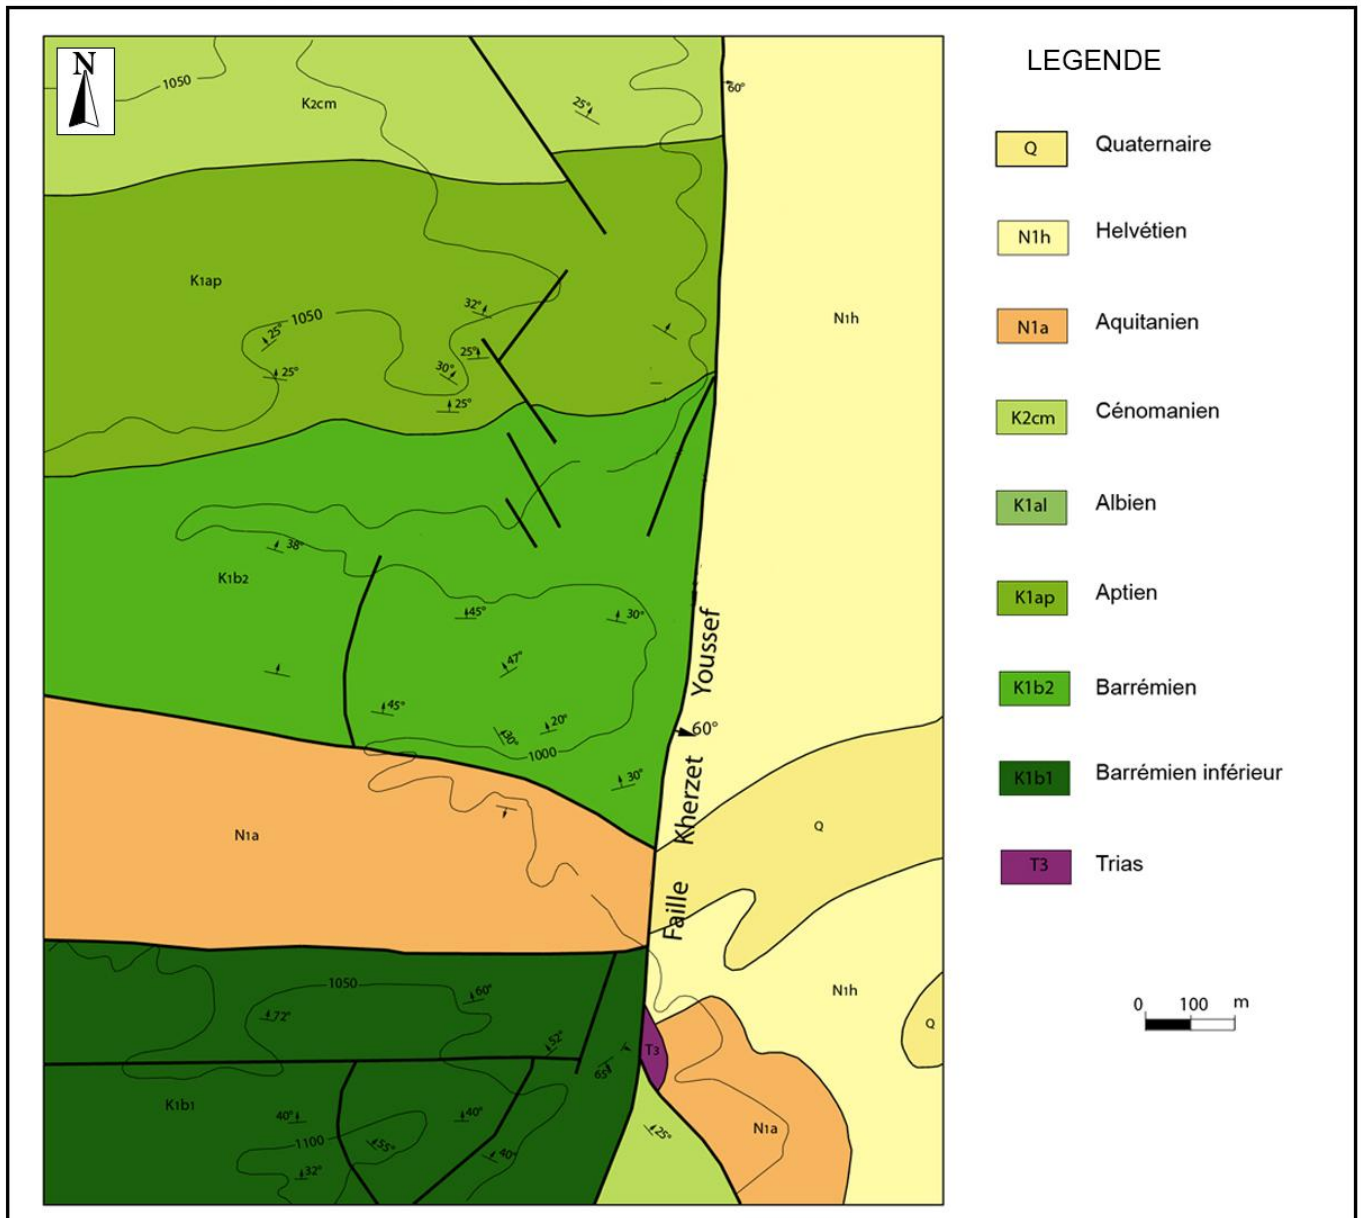 N
LEGENDE
1050
K2cm
25°
60°
Q Quaternaire
N1h Helvétien
K1ap
N1h
1050
32°
25°
25°
25°
30°
25°
N1a Aquitanien
K2cm Cénomanien
K1al Albien
38°
K1b2
45°
30°
47°
K1ap Aptien
45°
20°
30°
1000
30°
60°
Faille Kherzet Youssef
K1b2 Barrémien
K1b1 Barrémien inférieur
N1a
Q
T3 Trias
1050
60°
72°
52°
65°
T3
N1h
Q
0 100 m
K1b1
40°
40°
1100
55°
40°
32°
25°
N1a